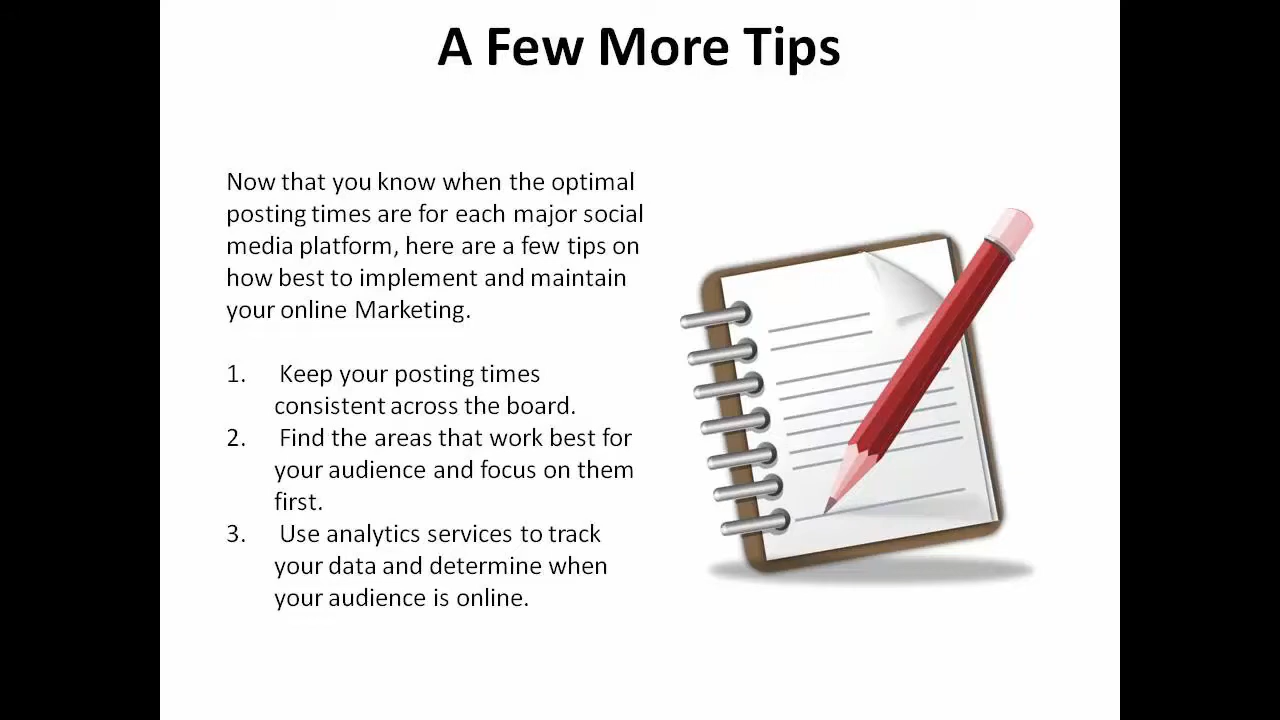 A Few More Tips
Now that you know when the optimal
posting times are for each major social
media platform, here are a few tips on
how best to implement and maintain
your online Marketing.
1. Keep your posting times
consistent across the board.
2. Find the areas that work best for
your audience and focus on them
first.
3. Use analytics services to track
your data and determine when
your audience is online.